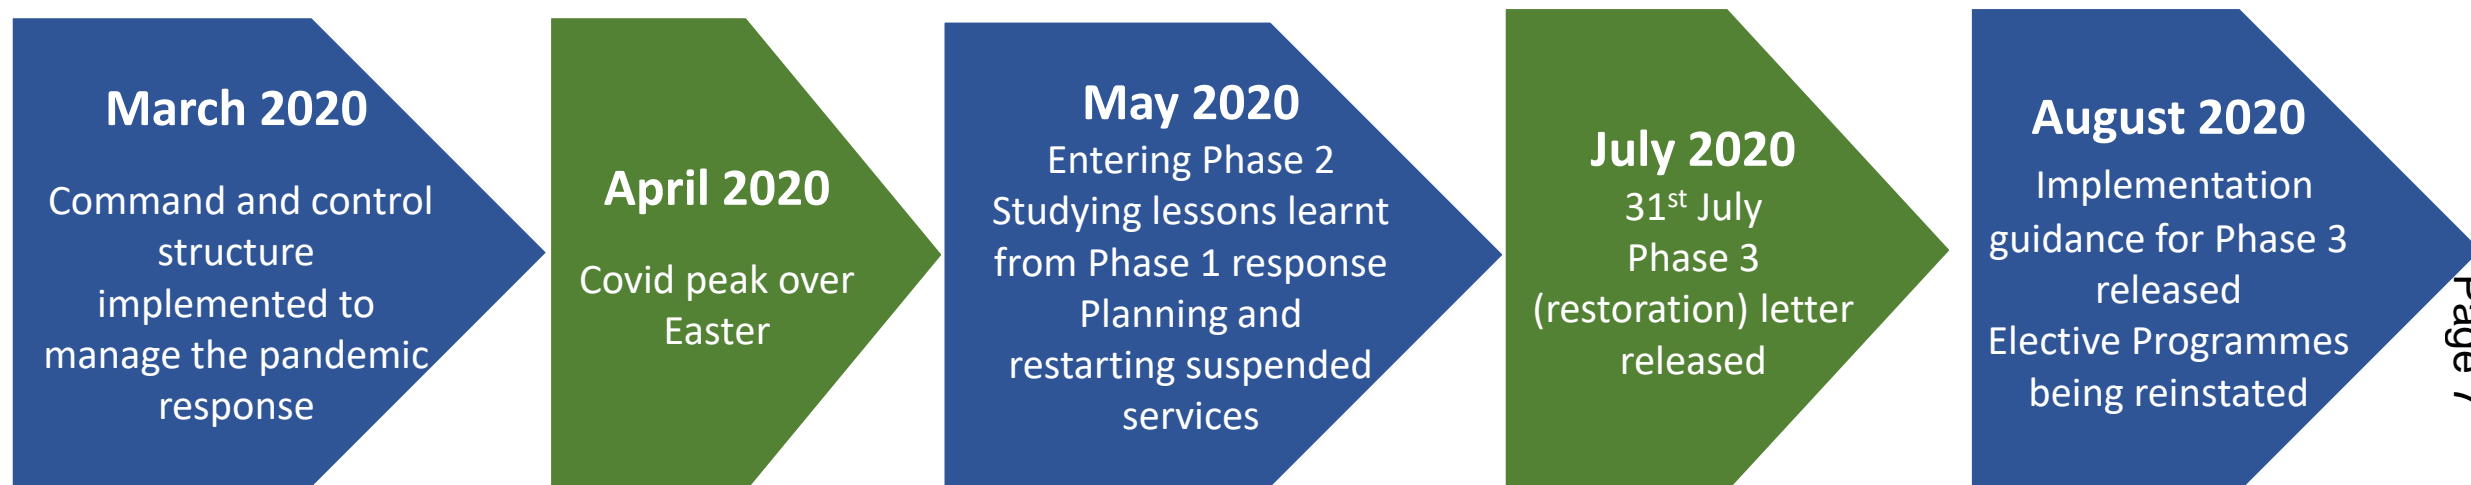 March 2020
Command and control
structure
implemented to
manage the pandemic
response
April 2020
Covid peak over
Easter
May 2020
Entering Phase 2
Studying lessons learnt
from Phase 1 response
Planning and
restarting suspended
services
July 2020
31st July
Phase 3
(restoration) letter
released
August 2020
Implementation
guidance for Phase 3
released
Elective Programmes
being reinstated
Page 7